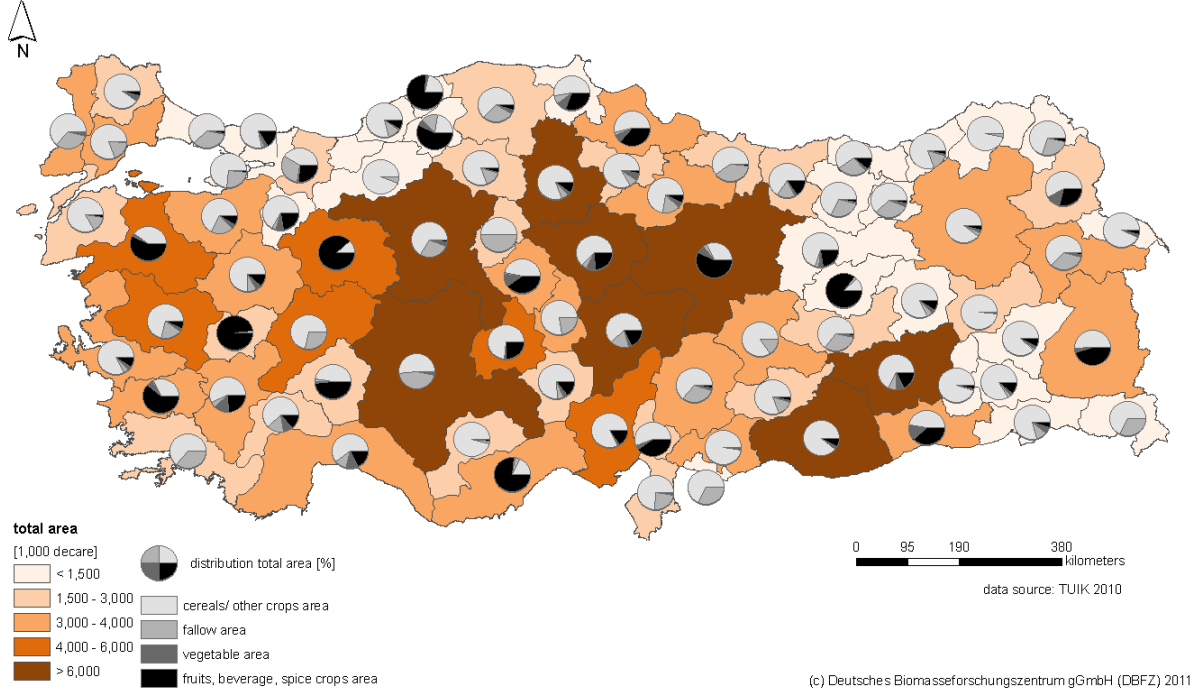 N
total area
[1,000 decare]
< 1,500
1,500 - 3,000
3,000 - 4,000
4,000 - 6,000
> 6,000
distribution total area [%]
cereals/ other crops area
fallow area
vegetable area
fruits, beverage, spice crops area
0 95 190 380
kilometers
data source: TUIK 2010
(c) Deutsches Biomasseforschungszentrum gGmbH (DBFZ) 2011